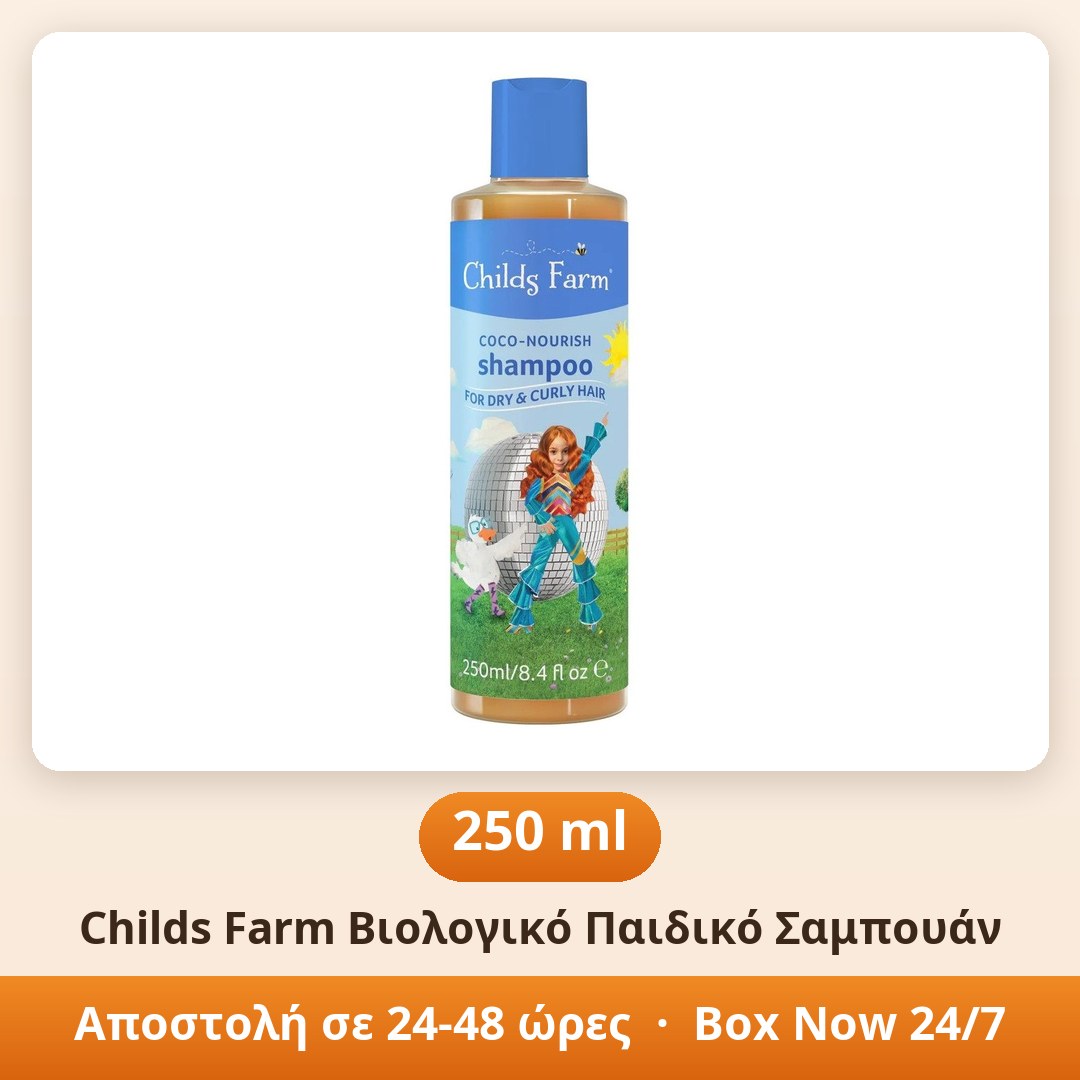 Childs Farm
COCO-NOURISH
shampoo
FOR DRY & CURLY HAIR
250ml/8.4 fl oz ℮
250 ml
Childs Farm Βιολογικό Παιδικό Σαμπουάν
Αποστολή σε 24-48 ώρες · Box Now 24/7